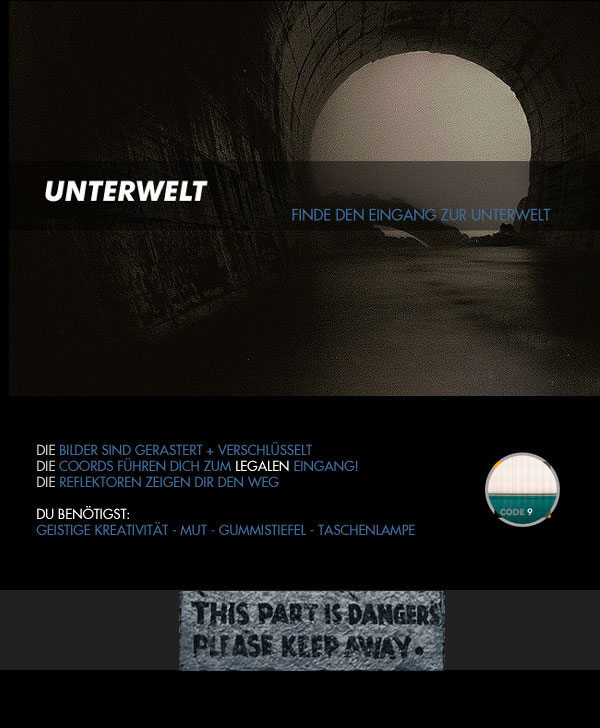 UNTERWELT
FINDE DEN EINGANG ZUR UNTERWELT
DIE BILDER SIND GERASTERT + VERSCHLÜSSELT
DIE COORDS FÜHREN DICH ZUM LEGALEN EINGANG!
DIE REFLEKTOREN ZEIGEN DIR DEN WEG
DU BENÖTIGST:
GEISTIGE KREATIVITÄT - MUT - GUMMISTIEFEL - TASCHENLAMPE
CODE 9
THIS PART IS DANGERS
PLEASE KEEP AWAY.